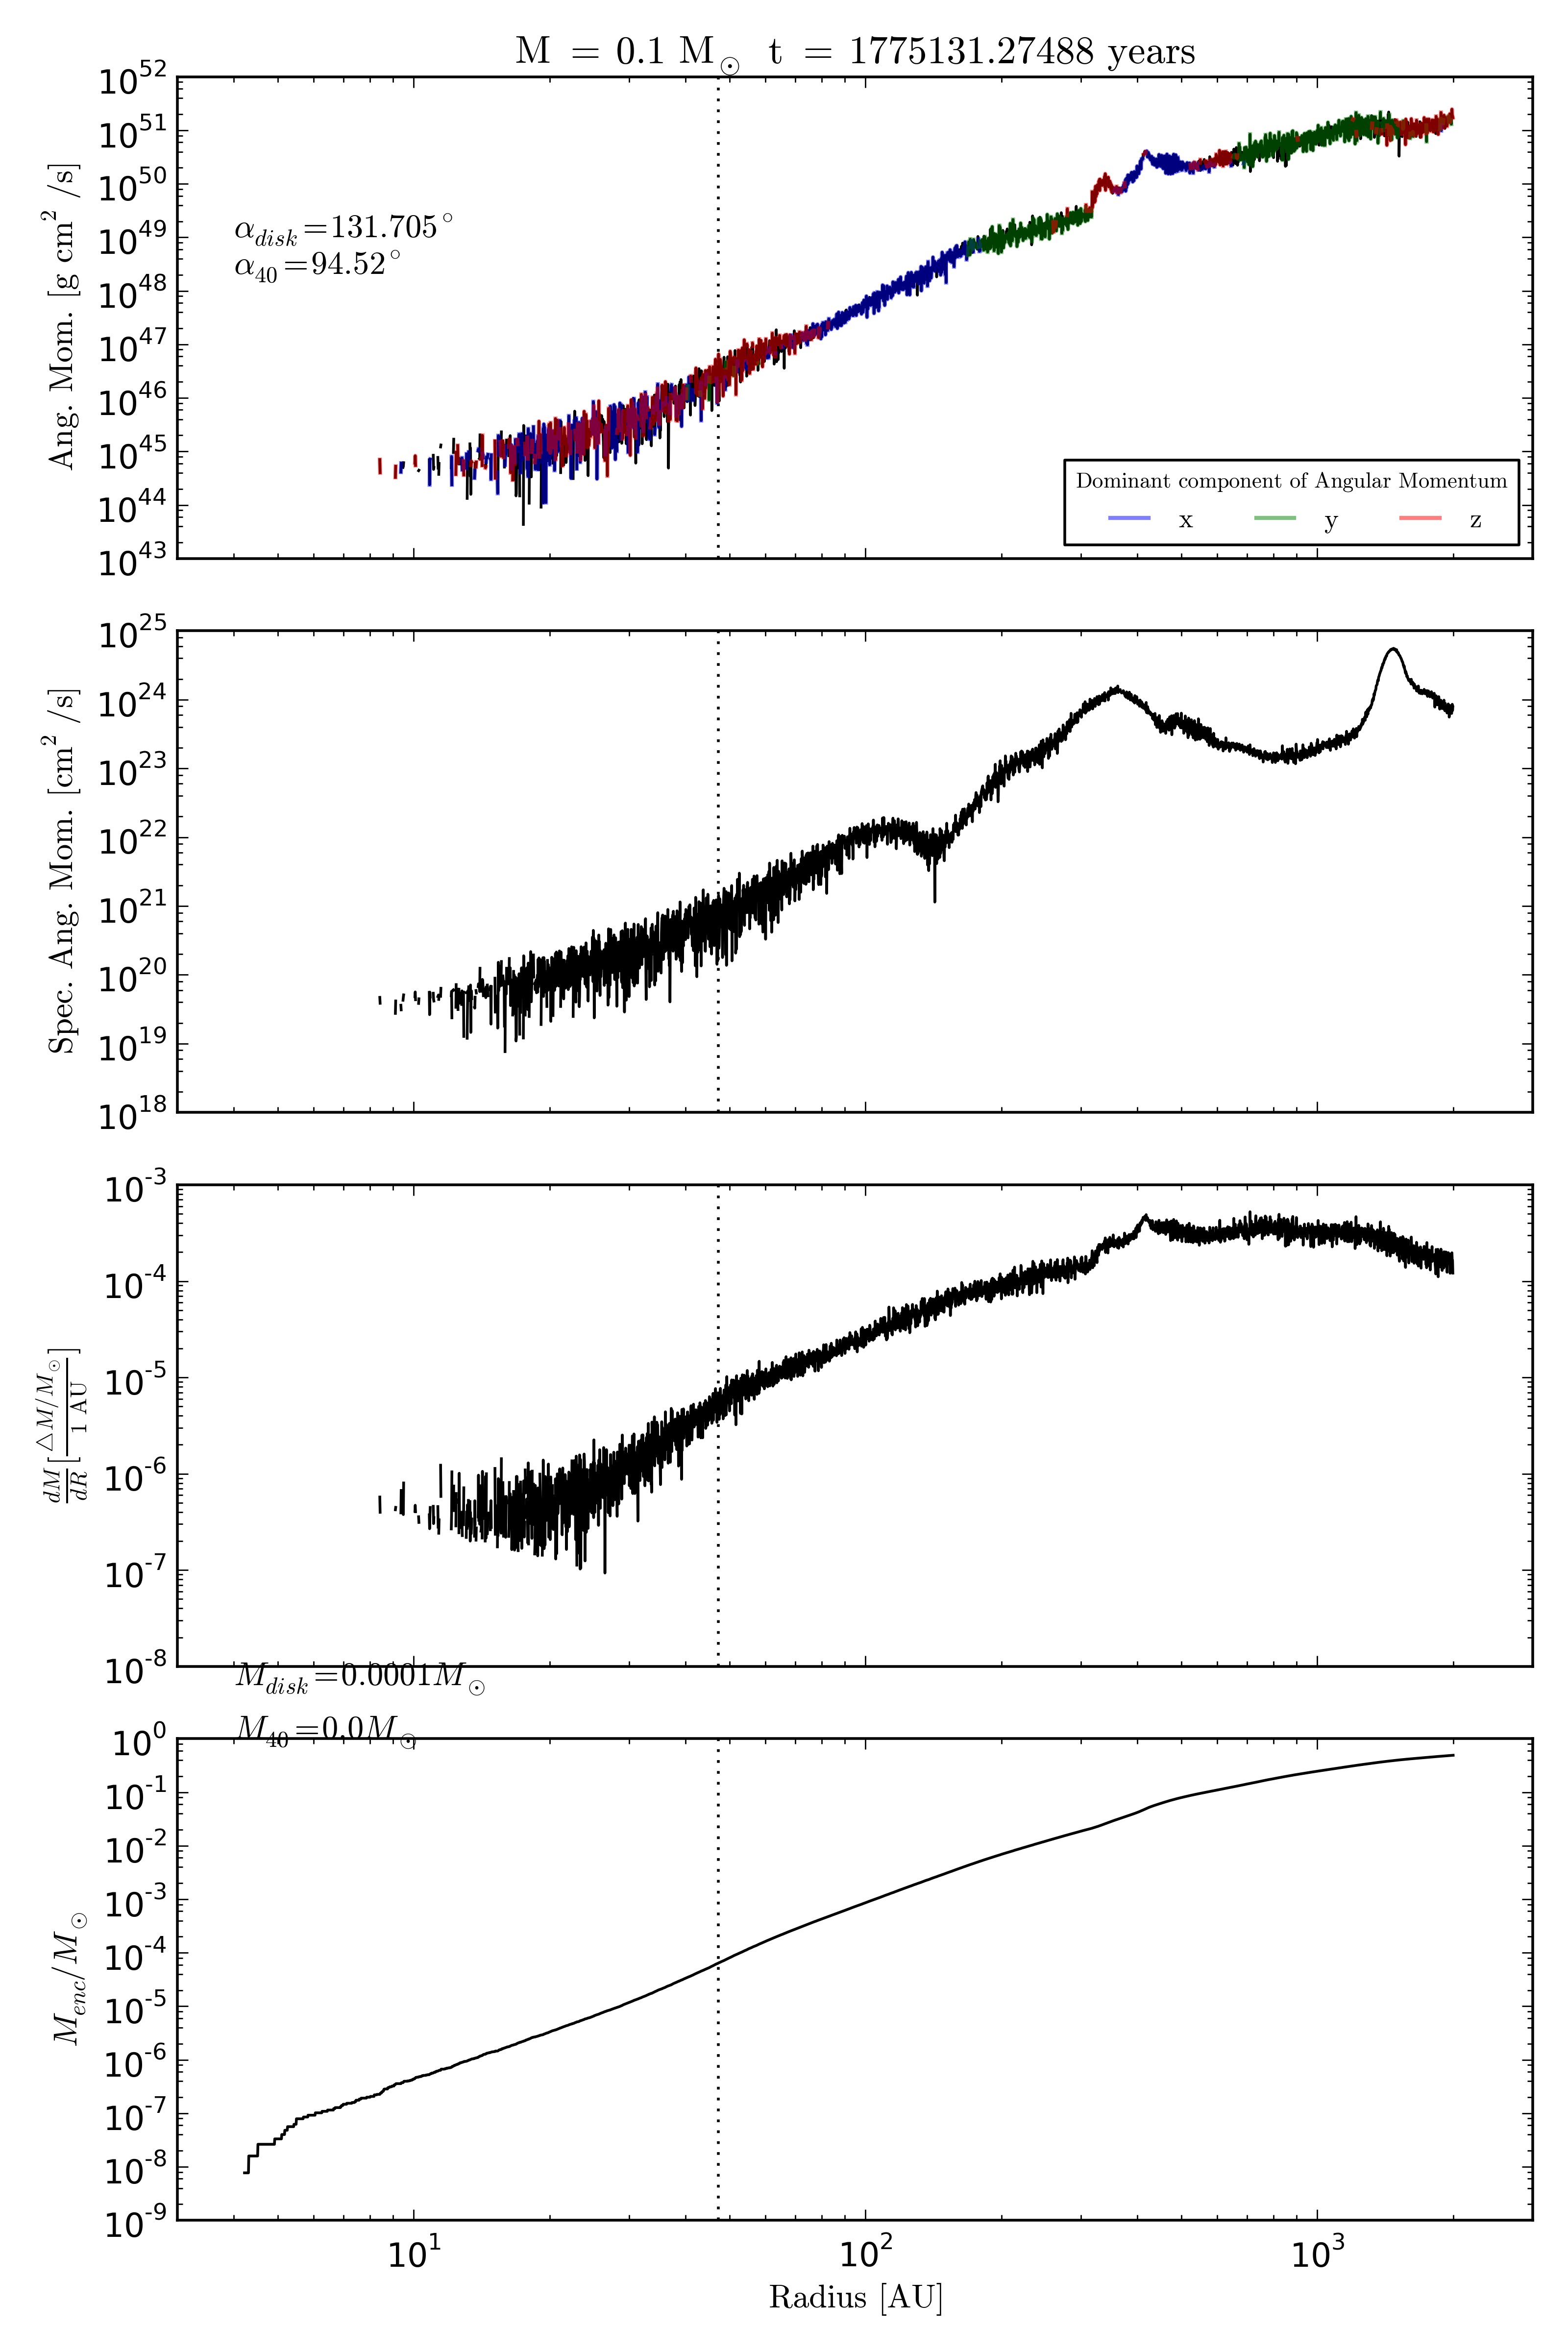 M = 0.1 M⊙ t = 1775131.27488 years
10^52
10^51
10^50
10^49
10^48
10^47
10^46
10^45
10^44
10^43
Ang. Mom. [g cm^2 /s]
α_disk=131.705°
α_40=94.52°
Dominant component of Angular Momentum
x y z
10^25
10^24
10^23
10^22
10^21
10^20
10^19
10^18
Spec. Ang. Mom. [cm^2 /s]
10^-3
10^-4
10^-5
10^-6
10^-7
10^-8
dM/dR [△M/M⊙ / 1 AU]
M_disk=0.0001M⊙
M_40=0.0M⊙
10^0
10^-1
10^-2
10^-3
10^-4
10^-5
10^-6
10^-7
10^-8
10^-9
M_enc/M⊙
10^1 10^2 10^3
Radius [AU]